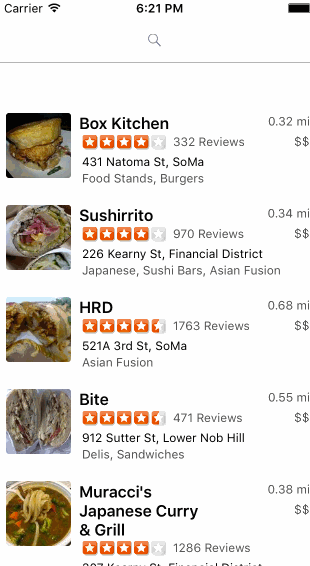 Carrier 6:21 PM
Box Kitchen 0.32 mi
332 Reviews $$
431 Natoma St, SoMa
Food Stands, Burgers
Sushirrito 0.34 mi
970 Reviews $$
226 Kearny St, Financial District
Japanese, Sushi Bars, Asian Fusion
HRD 0.68 mi
1763 Reviews $$
521A 3rd St, SoMa
Asian Fusion
Bite 0.55 mi
471 Reviews $$
912 Sutter St, Lower Nob Hill
Delis, Sandwiches
Muracci's 0.38 mi
Japanese Curry $$
& Grill
1286 Reviews